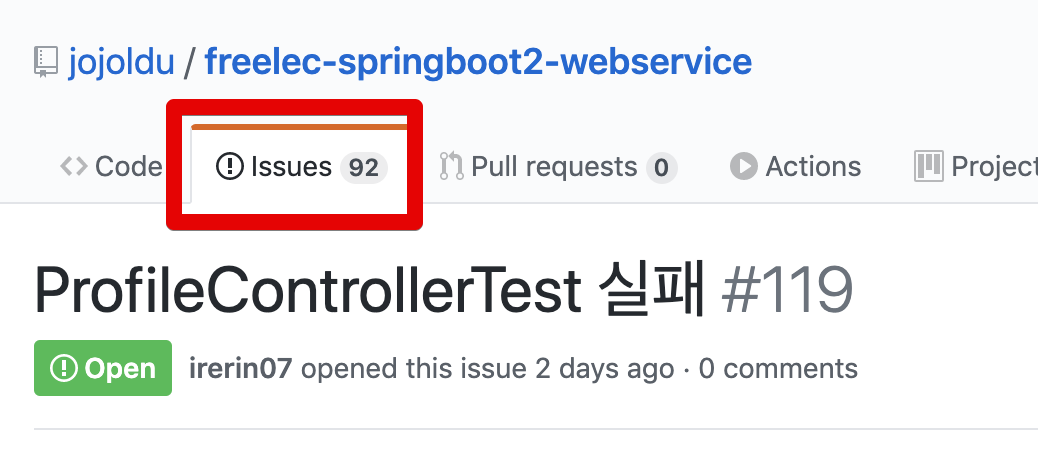 jojoldu / freelec-springboot2-webservice
Code Issues 92 Pull requests 0 Actions Project
ProfileControllerTest 실패 #119
Open irerin07 opened this issue 2 days ago · 0 comments